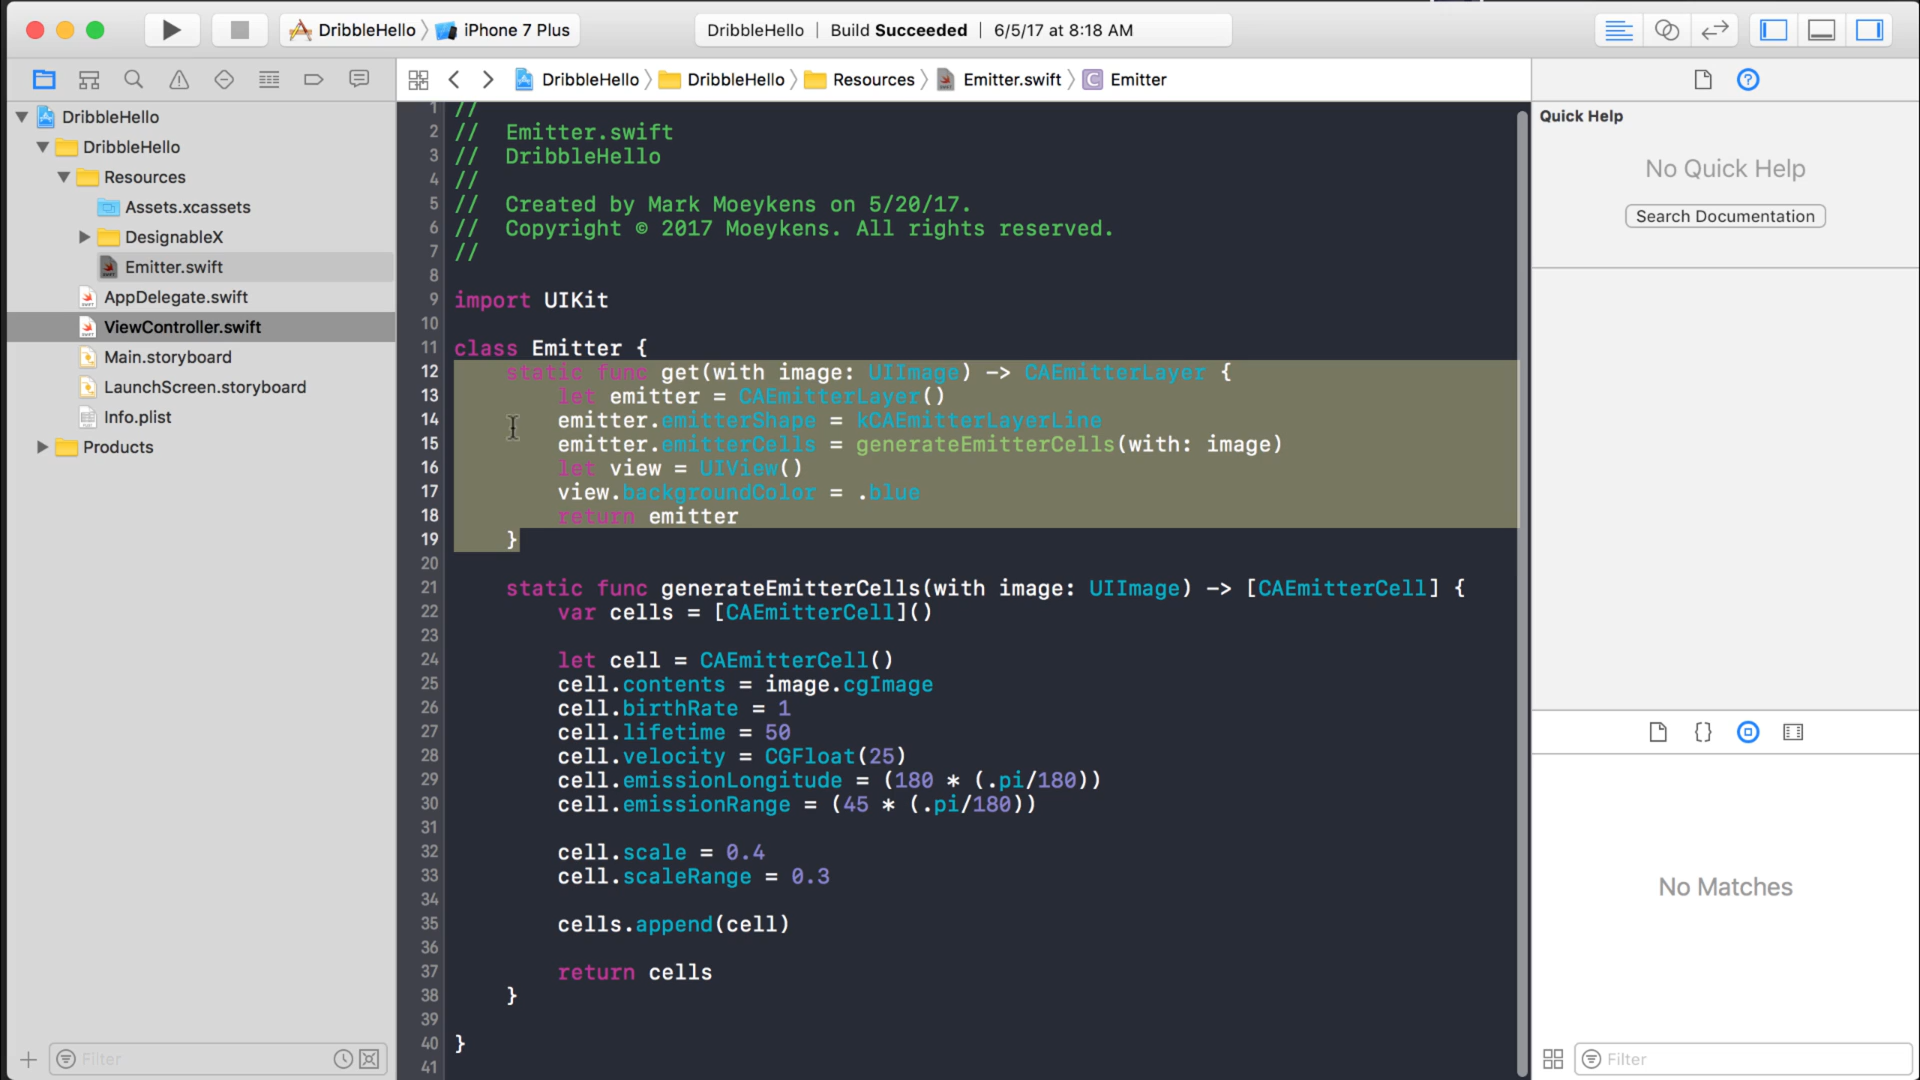 DribbleHello 〉 iPhone 7 Plus
DribbleHello | Build Succeeded | 6/5/17 at 8:18 AM
DribbleHello 〉 DribbleHello 〉 Resources 〉 Emitter.swift 〉 C Emitter
DribbleHello
DribbleHello
Resources
Assets.xcassets
DesignableX
Emitter.swift
AppDelegate.swift
ViewController.swift
Main.storyboard
LaunchScreen.storyboard
Info.plist
Products
Filter
1 //
2 //  Emitter.swift
3 //  DribbleHello
4 //
5 //  Created by Mark Moeykens on 5/20/17.
6 //  Copyright © 2017 Moeykens. All rights reserved.
7 //
8
9 import UIKit
10
11 class Emitter {
12     static func get(with image: UIImage) -> CAEmitterLayer {
13         let emitter = CAEmitterLayer()
14         emitter.emitterShape = kCAEmitterLayerLine
15         emitter.emitterCells = generateEmitterCells(with: image)
16         let view = UIView()
17         view.backgroundColor = .blue
18         return emitter
19     }
20
21     static func generateEmitterCells(with image: UIImage) -> [CAEmitterCell] {
22         var cells = [CAEmitterCell]()
23
24         let cell = CAEmitterCell()
25         cell.contents = image.cgImage
26         cell.birthRate = 1
27         cell.lifetime = 50
28         cell.velocity = CGFloat(25)
29         cell.emissionLongitude = (180 * (.pi/180))
30         cell.emissionRange = (45 * (.pi/180))
31
32         cell.scale = 0.4
33         cell.scaleRange = 0.3
34
35         cells.append(cell)
36
37         return cells
38     }
39
40 }
41
Quick Help
No Quick Help
Search Documentation
{}
No Matches
Filter